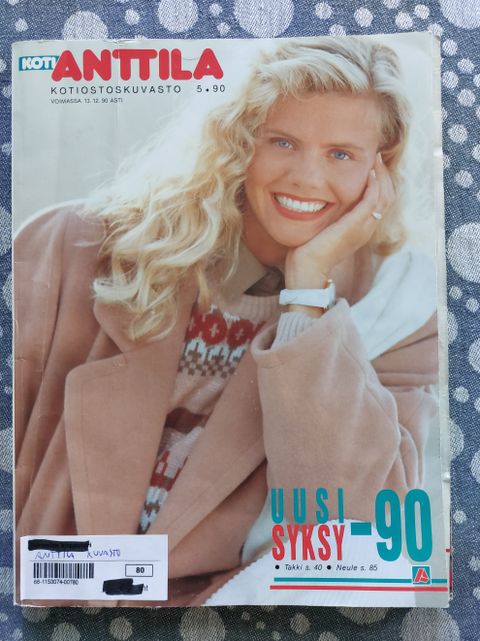 KOTI ANTTILA
KOTIOSTOSKUVASTO 5•90
VOIMASSA 13.12.90 ASTI
UUSI
SYKSY -90
• Takki s. 40 • Neule s. 85
ANTTILA KUVASTO
80
66-1150074-00780